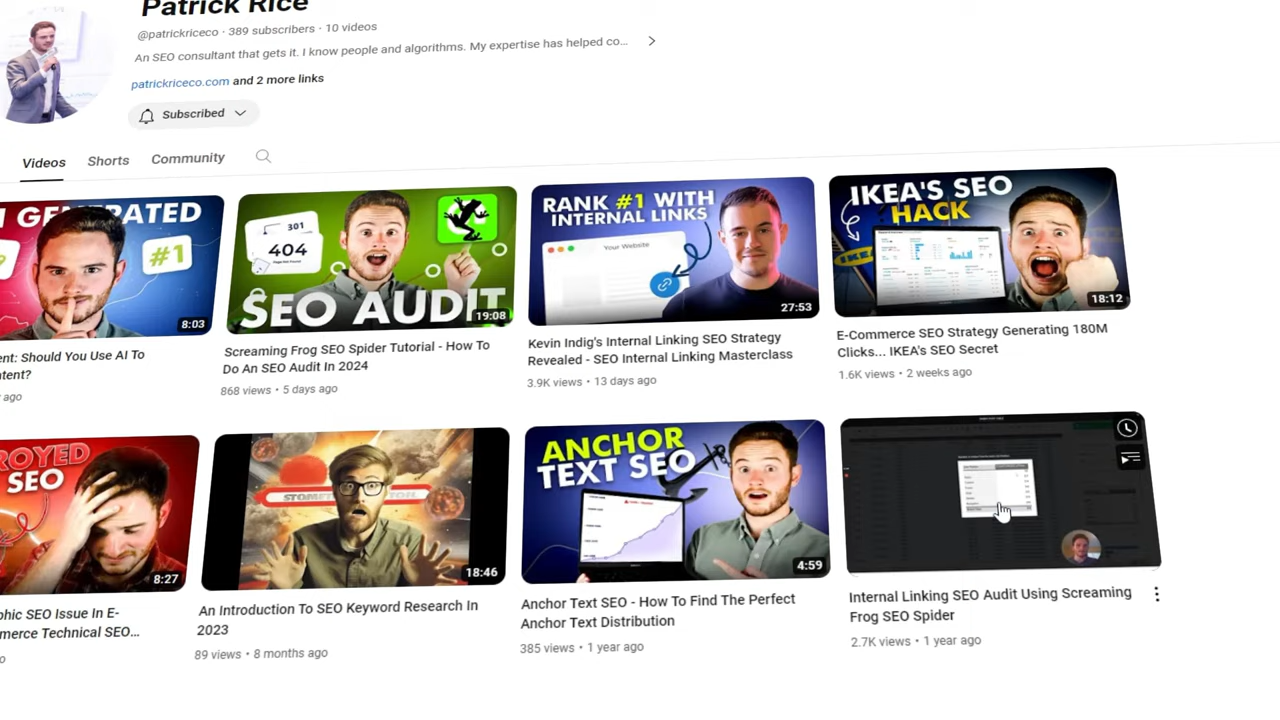 Patrick Rice
@patrickriceco · 389 subscribers · 10 videos
An SEO consultant that gets it. I know people and algorithms. My expertise has helped co...
patrickriceco.com and 2 more links
Subscribed
Videos Shorts Community
GENERATED
#1
8:03
301
404
SEO AUDIT
19:08
RANK #1 WITH
INTERNAL LINKS
Your Website
27:53
IKEA'S SEO
HACK
IKE
18:12
ent: Should You Use AI To
tent?
ago
Screaming Frog SEO Spider Tutorial - How To
Do An SEO Audit In 2024
868 views • 5 days ago
Kevin Indig's Internal Linking SEO Strategy
Revealed - SEO Internal Linking Masterclass
3.9K views • 13 days ago
E-Commerce SEO Strategy Generating 180M
Clicks... IKEA's SEO Secret
1.6K views • 2 weeks ago
ROYED
SEO
8:27
18:46
ANCHOR
TEXT SEO
4:59
phic SEO Issue In E-
merce Technical SEO...
o
An Introduction To SEO Keyword Research In
2023
89 views • 8 months ago
Anchor Text SEO - How To Find The Perfect
Anchor Text Distribution
385 views • 1 year ago
Internal Linking SEO Audit Using Screaming
Frog SEO Spider
2.7K views • 1 year ago